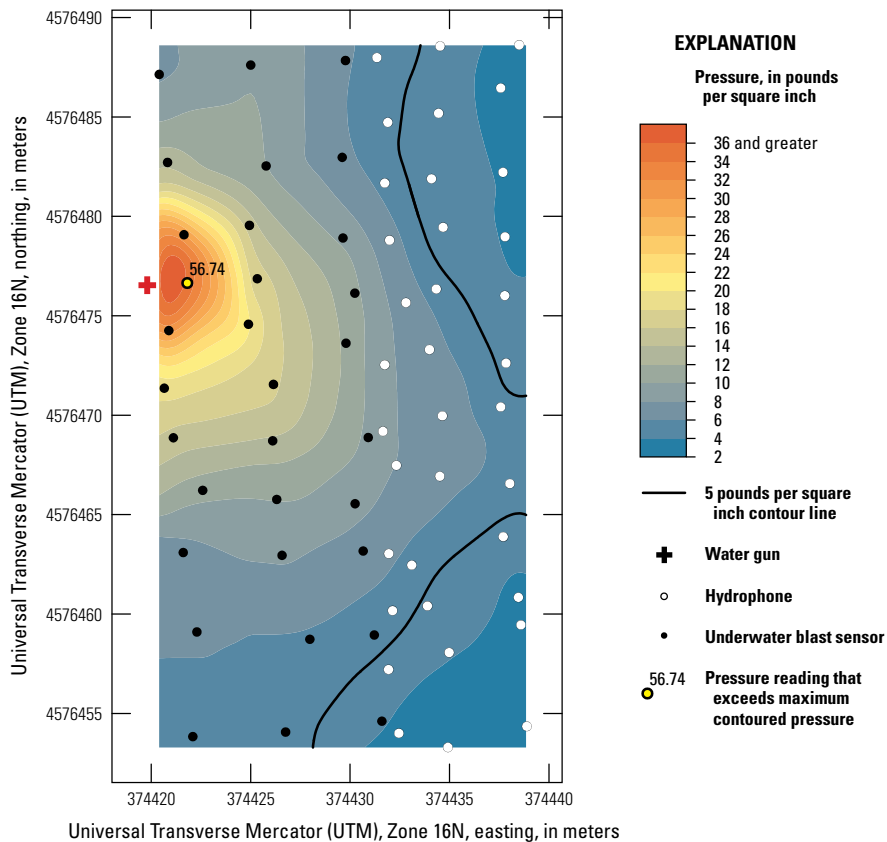 4576490
4576485
4576480
4576475
4576470
4576465
4576460
4576455
Universal Transverse Mercator (UTM), Zone 16N, northing, in meters
56.74
374420
374425
374430
374435
374440
Universal Transverse Mercator (UTM), Zone 16N, easting, in meters
EXPLANATION
Pressure, in pounds
per square inch
36 and greater
34
32
30
28
26
24
22
20
18
16
14
12
10
8
6
4
2
5 pounds per square
inch contour line
Water gun
Hydrophone
Underwater blast sensor
56.74
Pressure reading that
exceeds maximum
contoured pressure